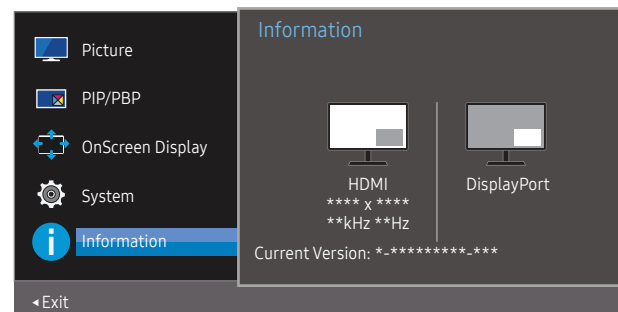 Picture
PIP/PBP
OnScreen Display
System
Information
◂Exit
Information
HDMI
**** x ****
**kHz **Hz
DisplayPort
Current Version: *-*********-***